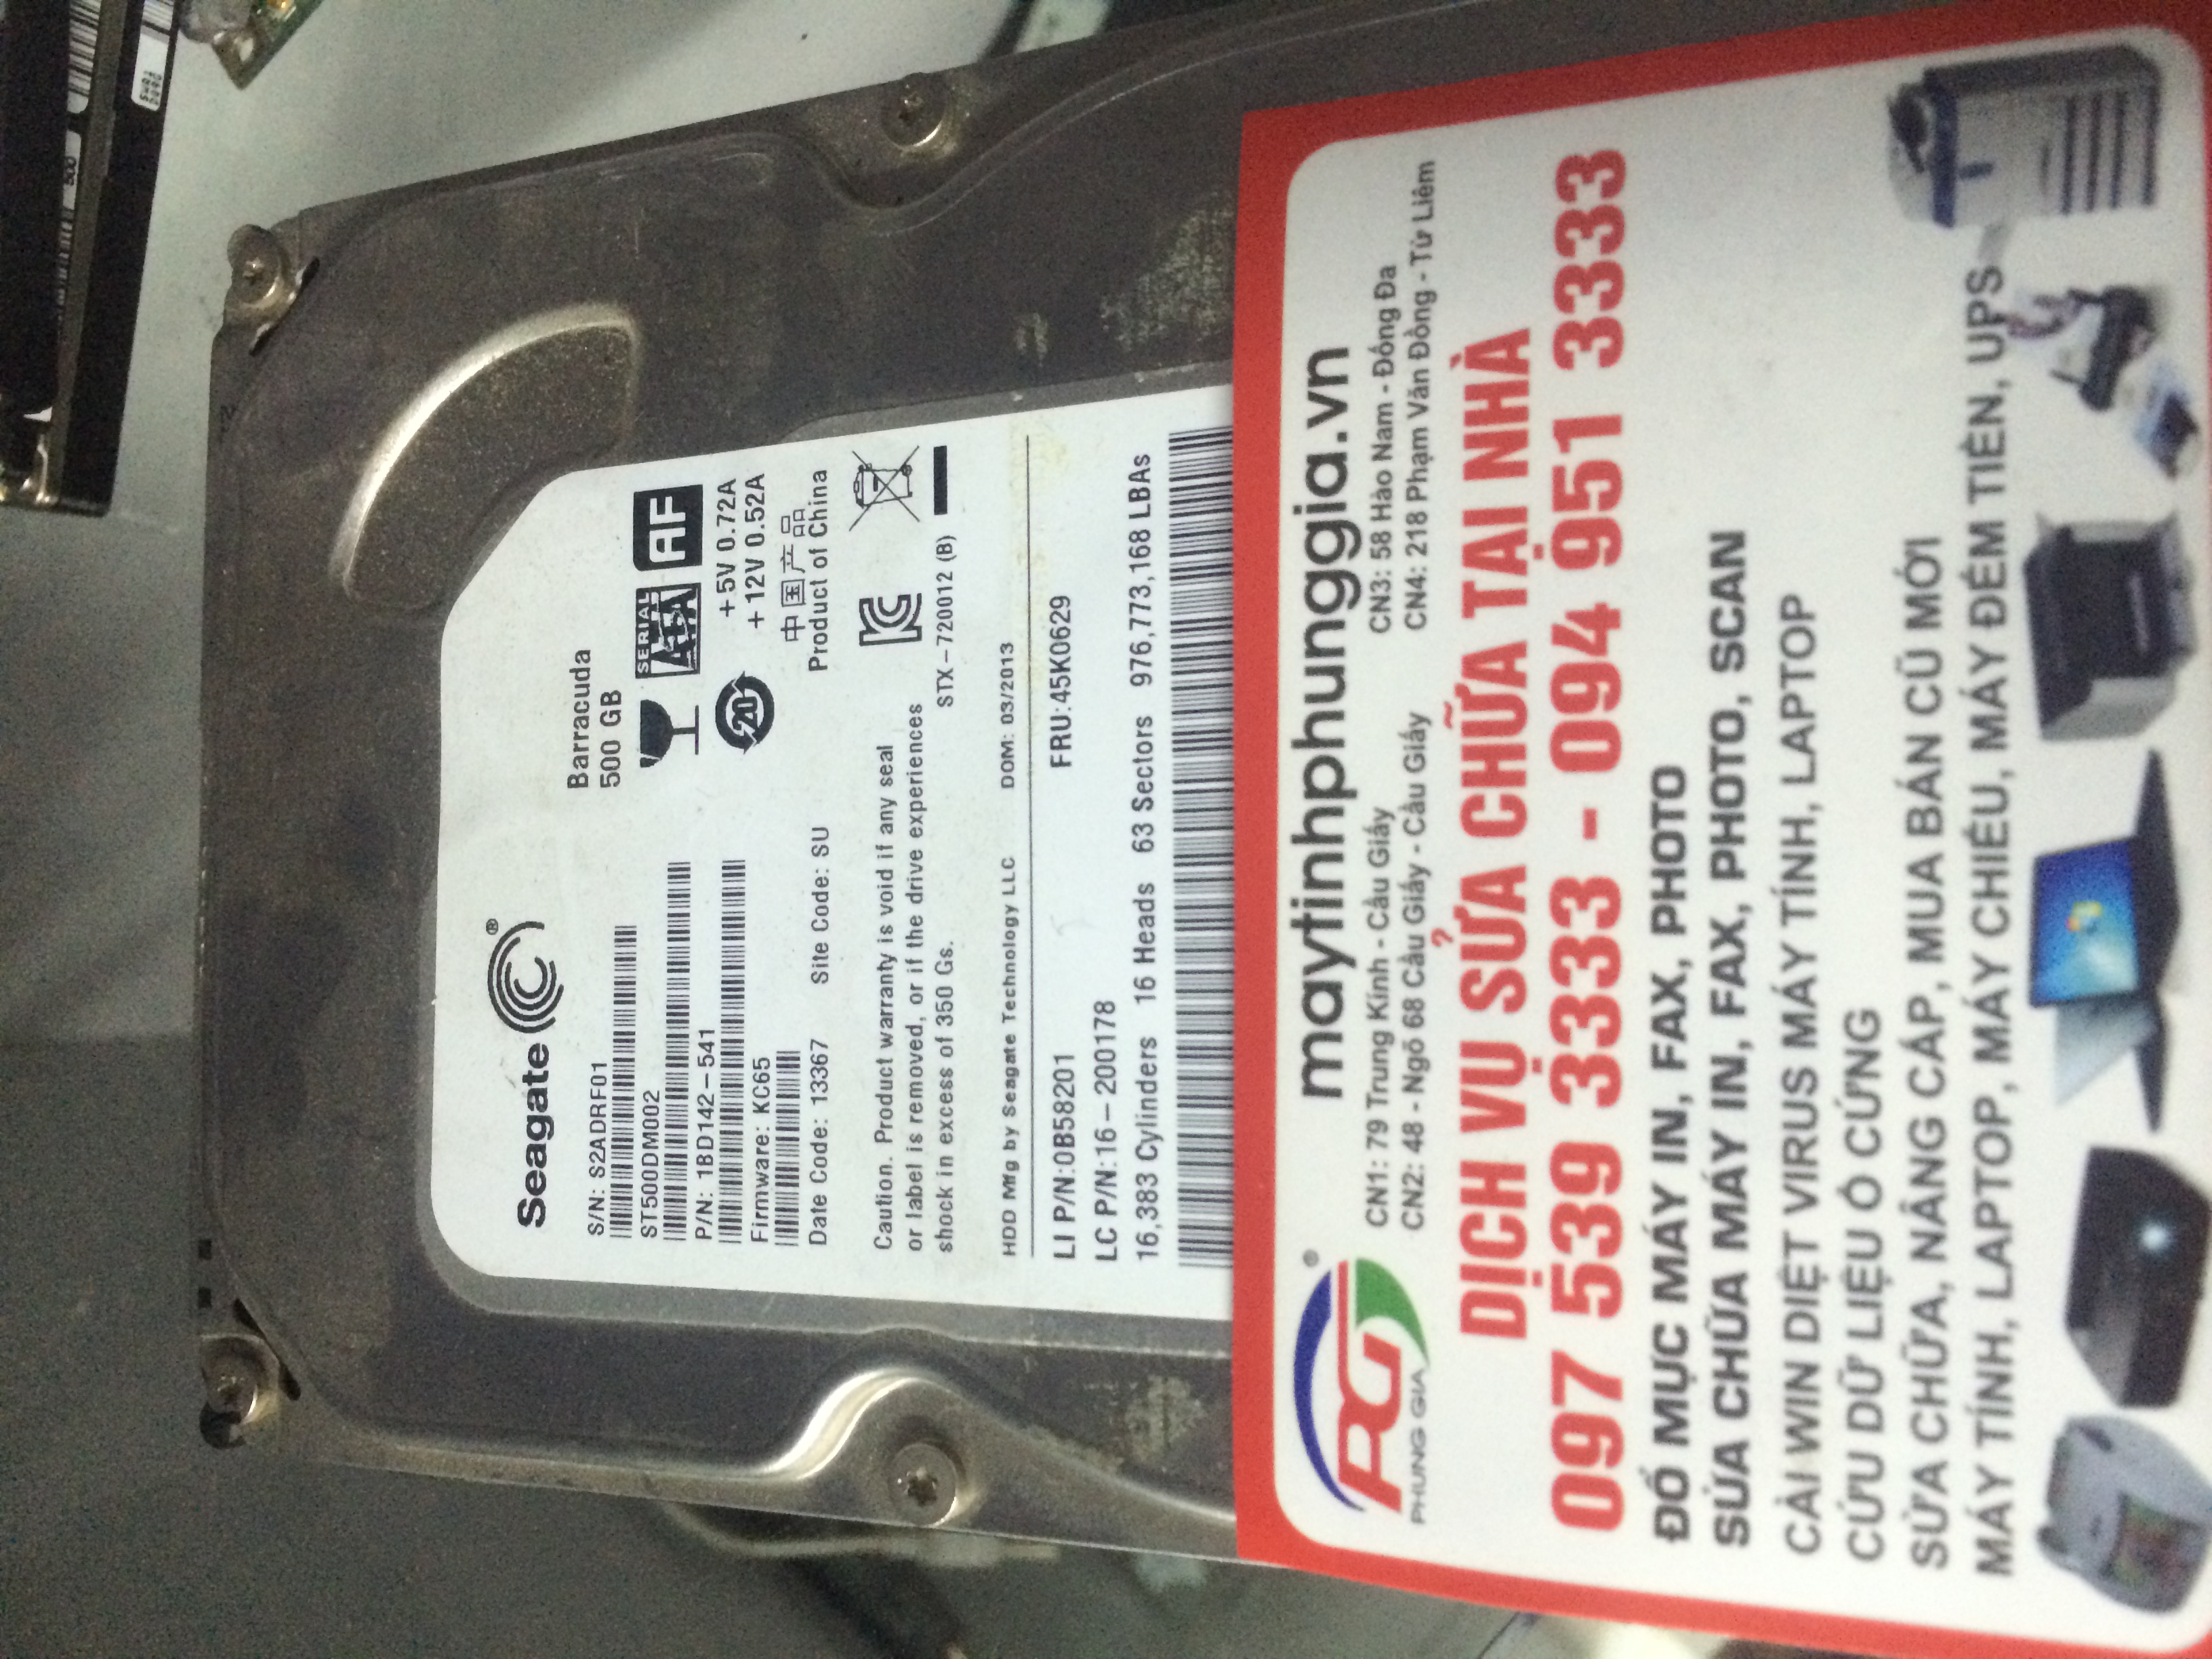 Seagate®
Barracuda
500 GB
S/N: S2ADRF01
ST500DM002
SERIAL
ATA
AF
P/N: 1BD142-541
20
+5V 0.72A
+12V 0.52A
Firmware: KC65
Date Code: 13367 Site Code: SU
中国产品
Product of China
Caution. Product warranty is void if any seal
or label is removed, or if the drive experiences
shock in excess of 350 Gs.
STX-720012 (B)
HDD Mfg by Seagate Technology LLC DOM: 03/2013
LI P/N:0B58201 FRU:45K0629
LC P/N:16-200178
16,383 Cylinders 16 Heads 63 Sectors 976,773,168 LBAs
PG®
PHUNG GIA
maytinhphunggia.vn
CN1: 79 Trung Kính - Cầu Giấy CN3: 58 Hào Nam - Đống Đa
CN2: 48 - Ngõ 68 Cầu Giấy - Cầu Giấy CN4: 218 Phạm Văn Đồng - Từ Liêm
DỊCH VỤ SỬA CHỮA TẠI NHÀ
097 539 3333 - 094 951 3333
ĐỔ MỰC MÁY IN, FAX, PHOTO
SỬA CHỮA MÁY IN, FAX, PHOTO, SCAN
CÀI WIN DIỆT VIRUS MÁY TÍNH, LAPTOP
CỨU DỮ LIỆU Ổ CỨNG
SỬA CHỮA, NÂNG CẤP, MUA BÁN CŨ MỚI
MÁY TÍNH, LAPTOP, MÁY CHIẾU, MÁY ĐẾM TIỀN, UPS
500